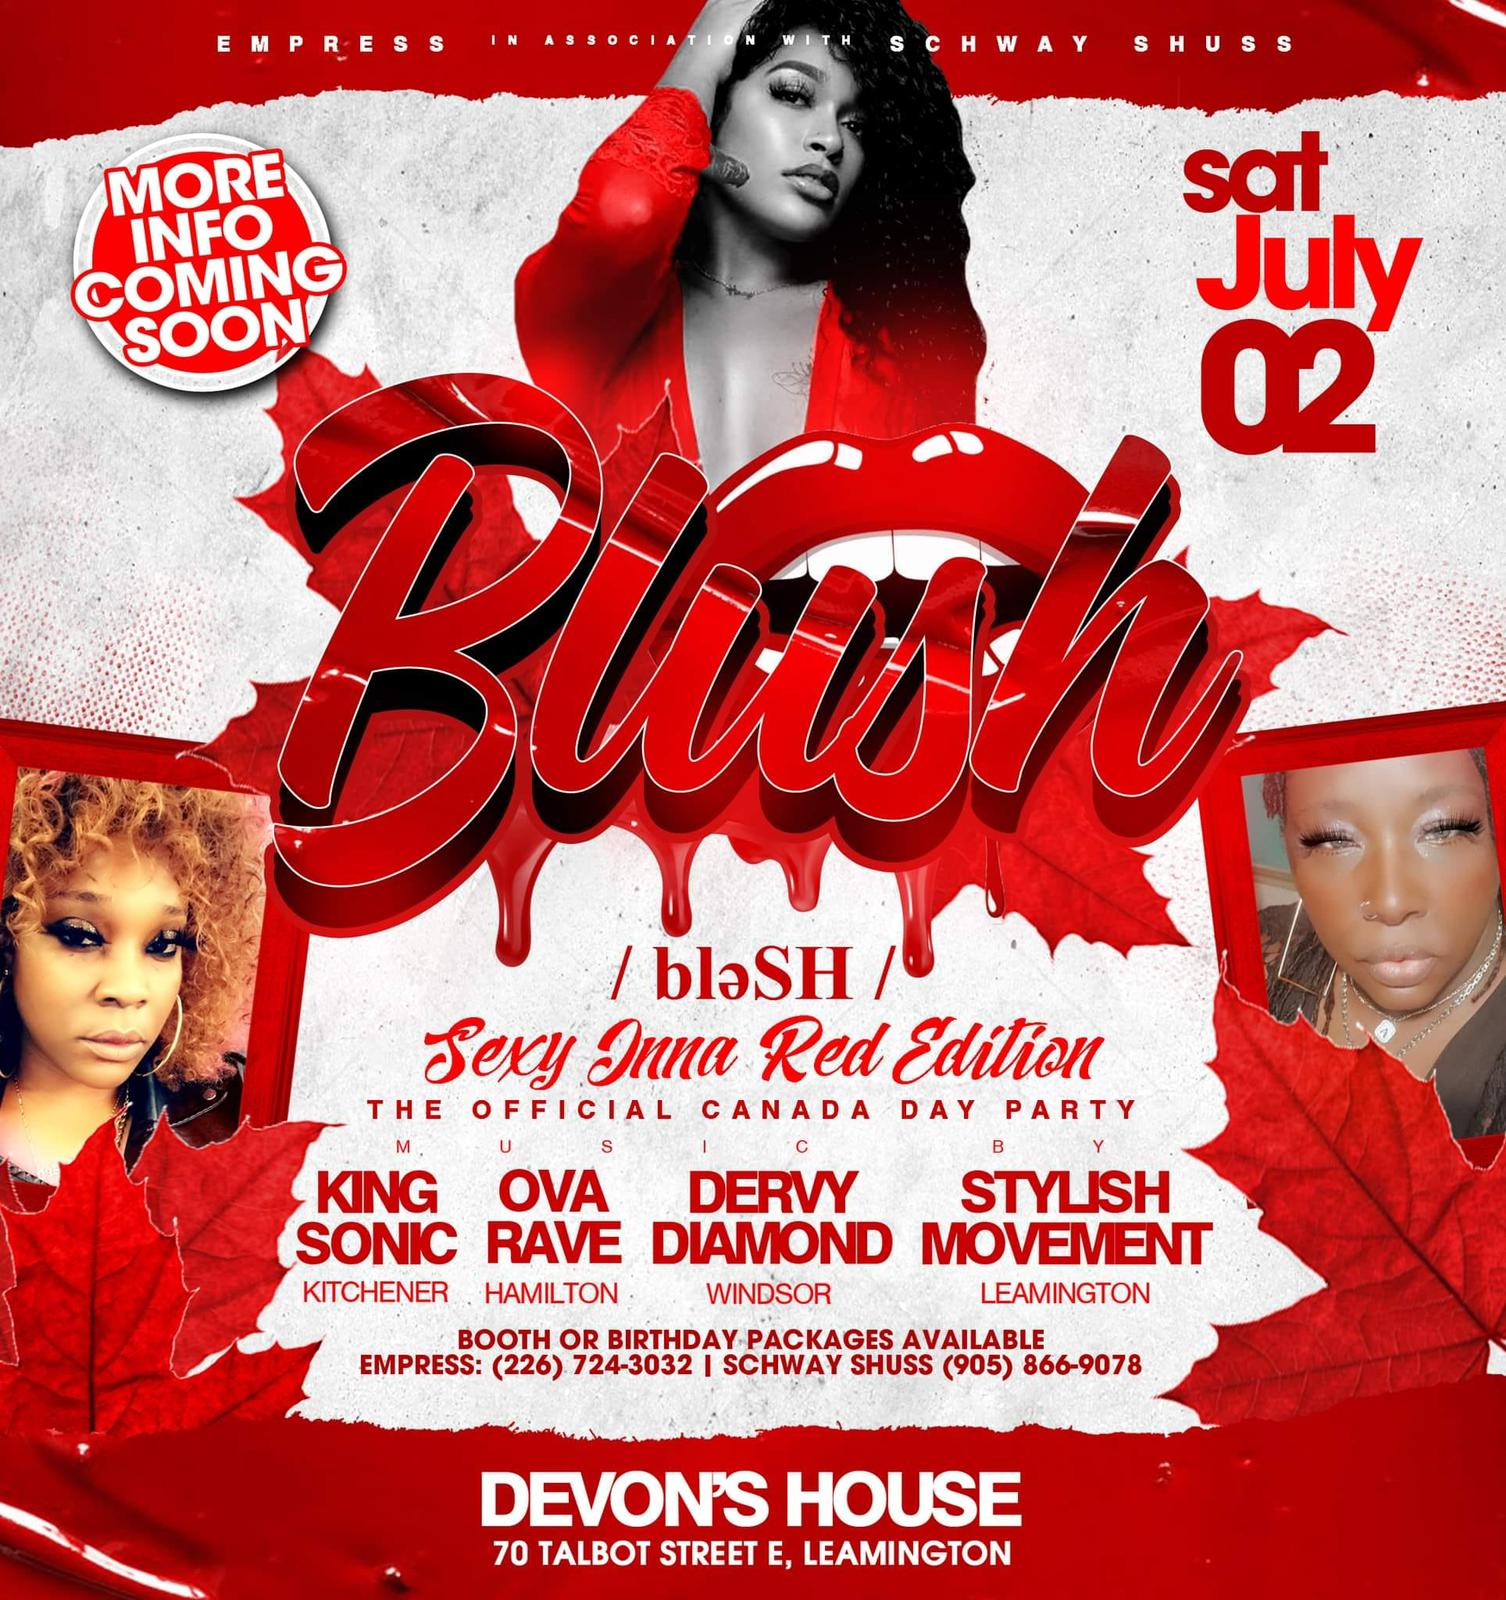 EMPRESS IN ASSOCIATION WITH SCHWAY SHUSS
MORE
INFO
COMING
SOON
sat
July
02
Blush
/ bləSH /
Sexy Inna Red Edition
THE OFFICIAL CANADA DAY PARTY
MUSIC BY
KING SONIC
KITCHENER
OVA RAVE
HAMILTON
DERVY DIAMOND
WINDSOR
STYLISH MOVEMENT
LEAMINGTON
BOOTH OR BIRTHDAY PACKAGES AVAILABLE
EMPRESS: (226) 724-3032 | SCHWAY SHUSS (905) 866-9078
DEVON'S HOUSE
70 TALBOT STREET E, LEAMINGTON